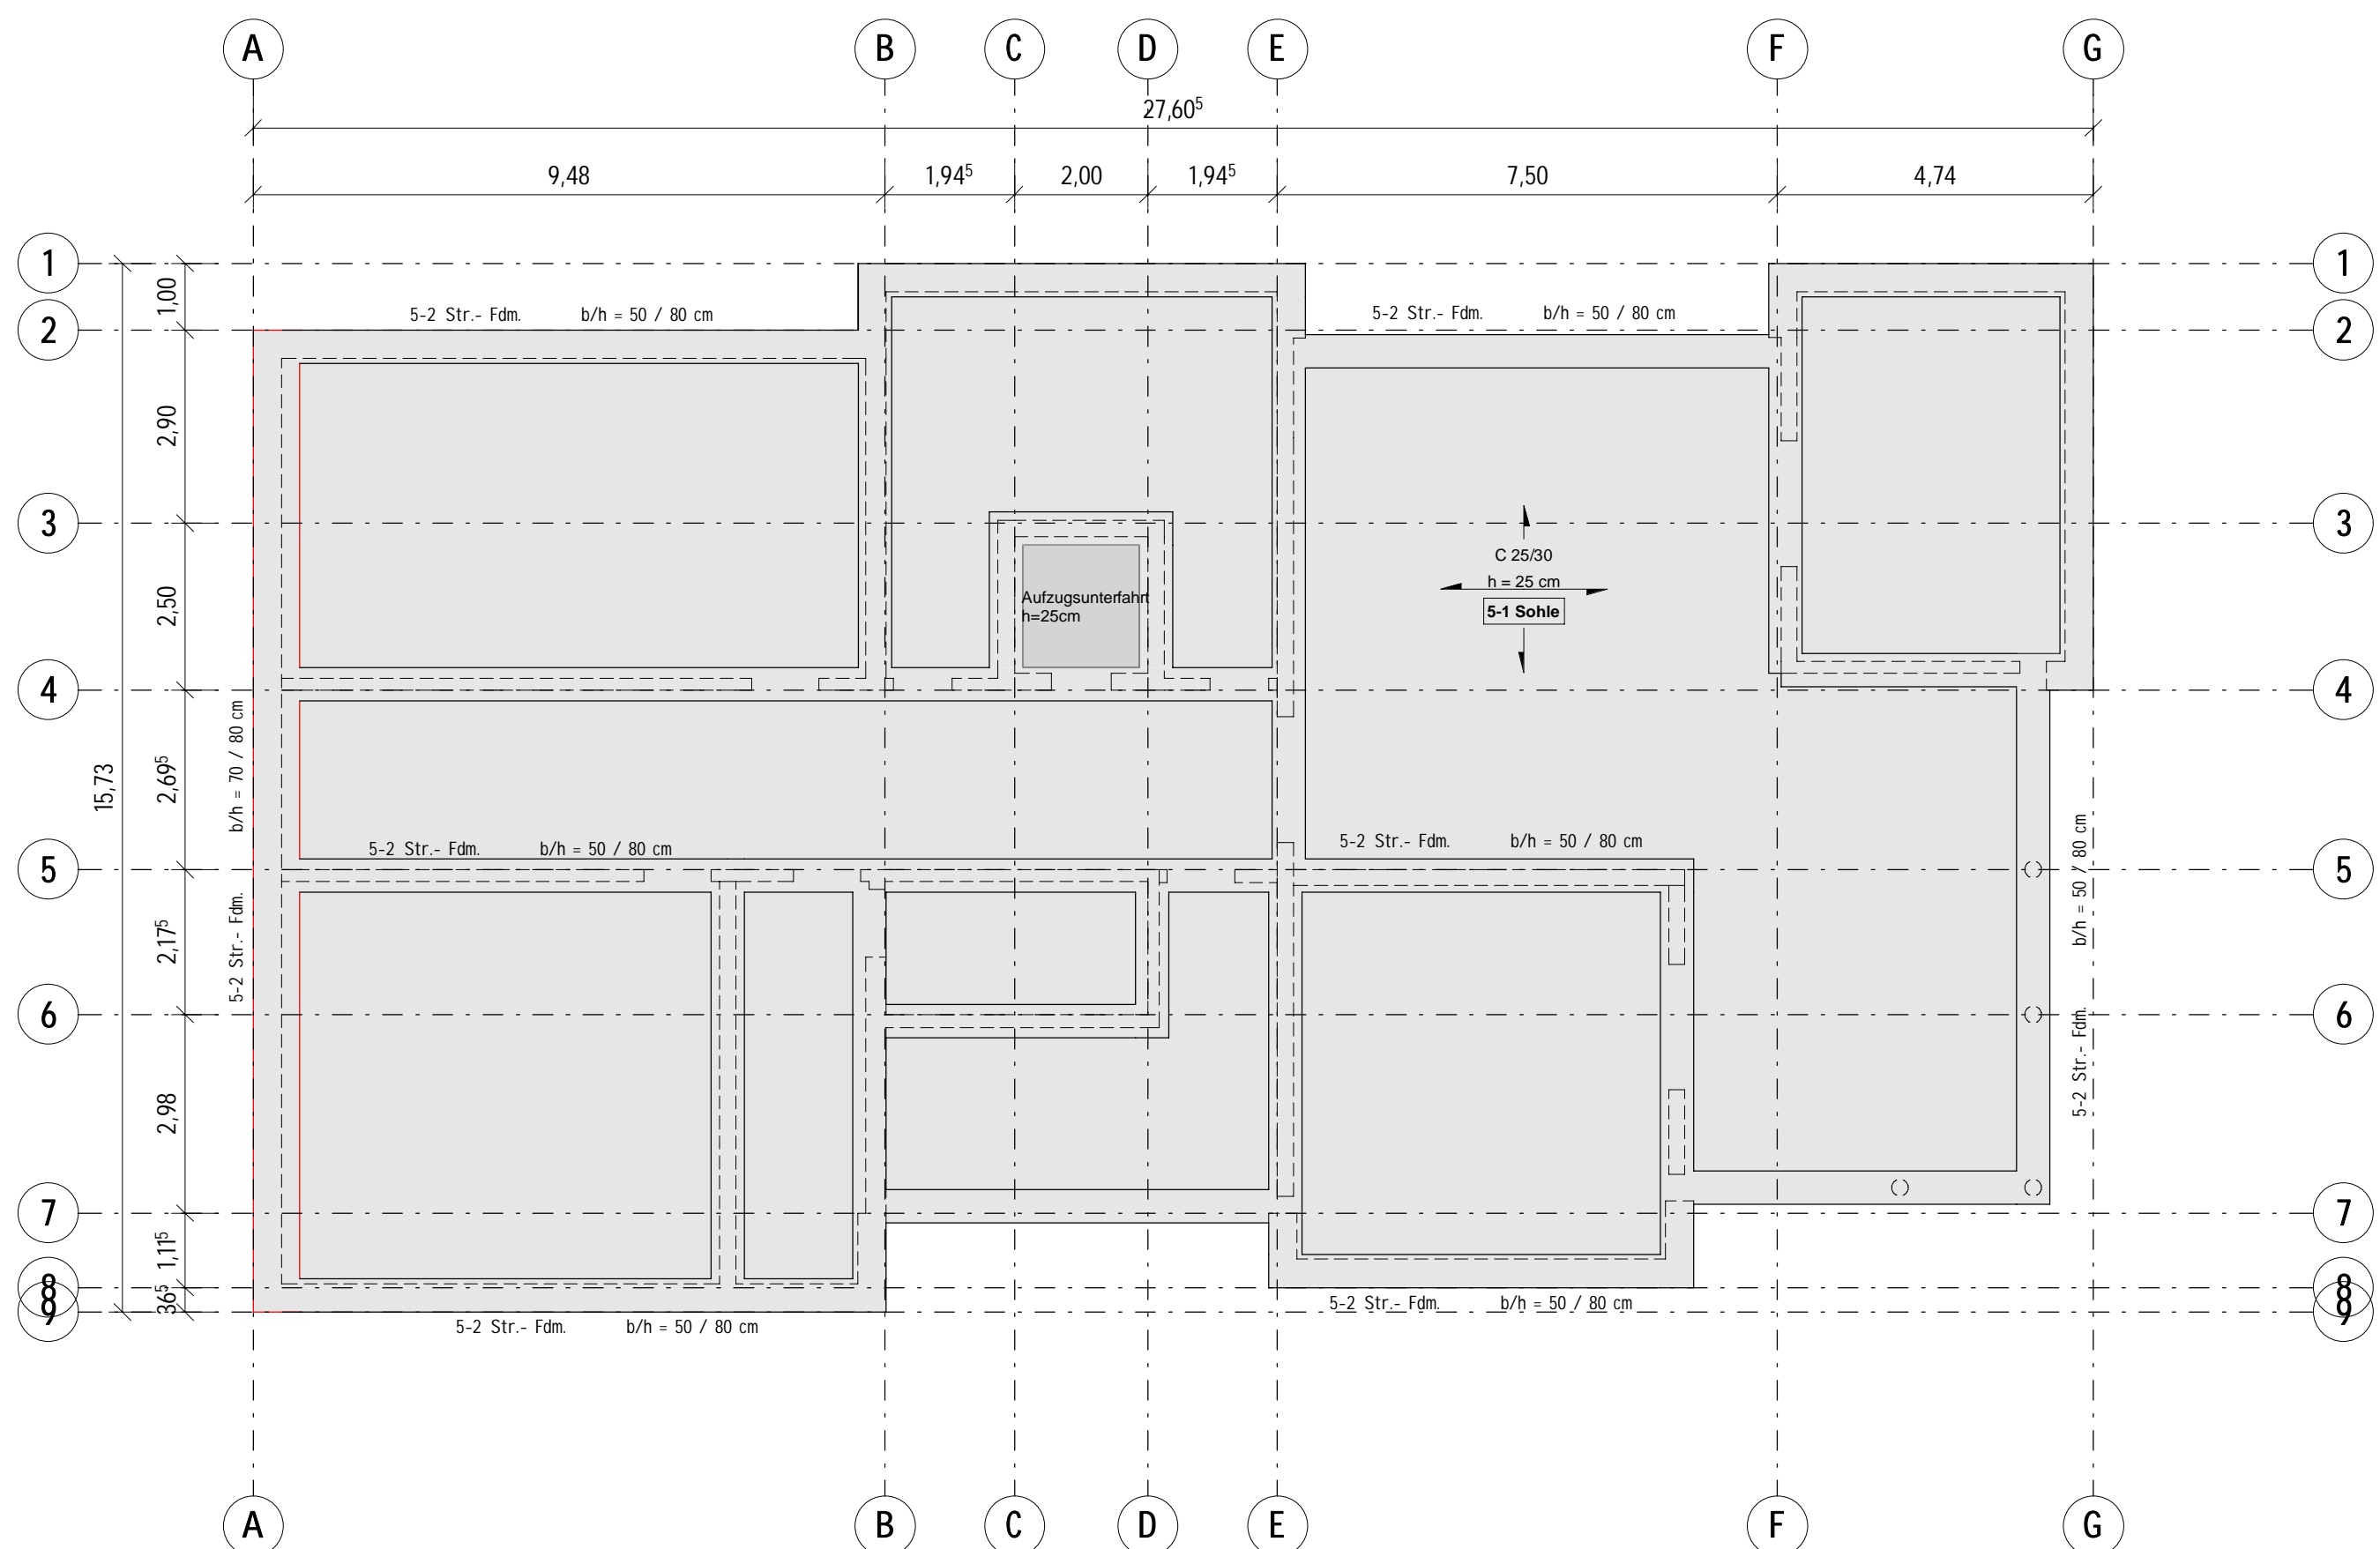 A B C D E F G
27,60⁵
9,48 1,94⁵ 2,00 1,94⁵ 7,50 4,74
1 1
1,00
5-2 Str.- Fdm. b/h = 50 / 80 cm
5-2 Str.- Fdm. b/h = 50 / 80 cm
2 2
2,90
3 3
C 25/30
h = 25 cm
5-1 Sohle
2,50
Aufzugsunterfahrt
h=25cm
4 4
15,73
2,69⁵
5-2 Str.- Fdm. b/h = 70 / 80 cm
5-2 Str.- Fdm. b/h = 50 / 80 cm
5-2 Str.- Fdm. b/h = 50 / 80 cm
5-2 Str.- Fdm. b/h = 50 / 80 cm
5 5
2,17⁵
6 6
2,98
7 7
1,11⁵
8 8
36⁵
9 9
5-2 Str.- Fdm. b/h = 50 / 80 cm
5-2 Str.- Fdm. b/h = 50 / 80 cm
A B C D E F G